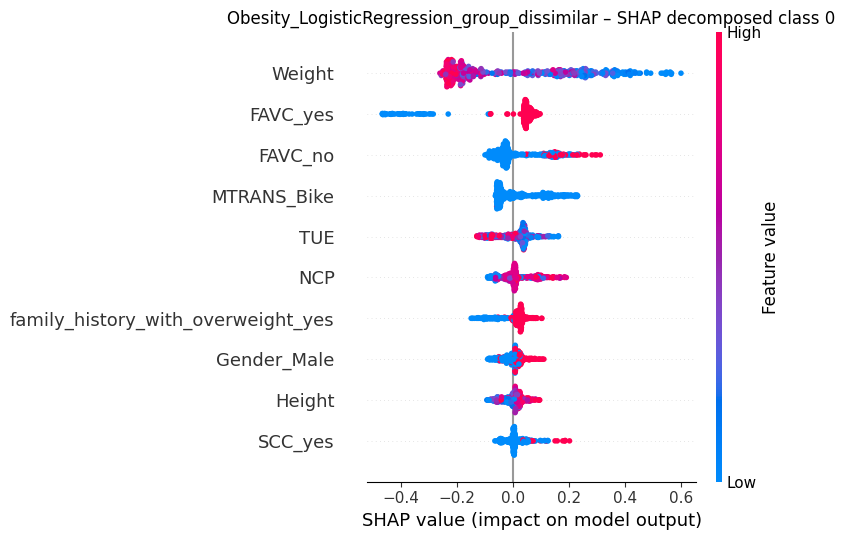 Obesity_LogisticRegression_group_dissimilar – SHAP decomposed class 0
High
Weight
FAVC_yes
FAVC_no
MTRANS_Bike
TUE
NCP
family_history_with_overweight_yes
Gender_Male
Height
SCC_yes
Feature value
Low
−0.4 −0.2 0.0 0.2 0.4 0.6
SHAP value (impact on model output)